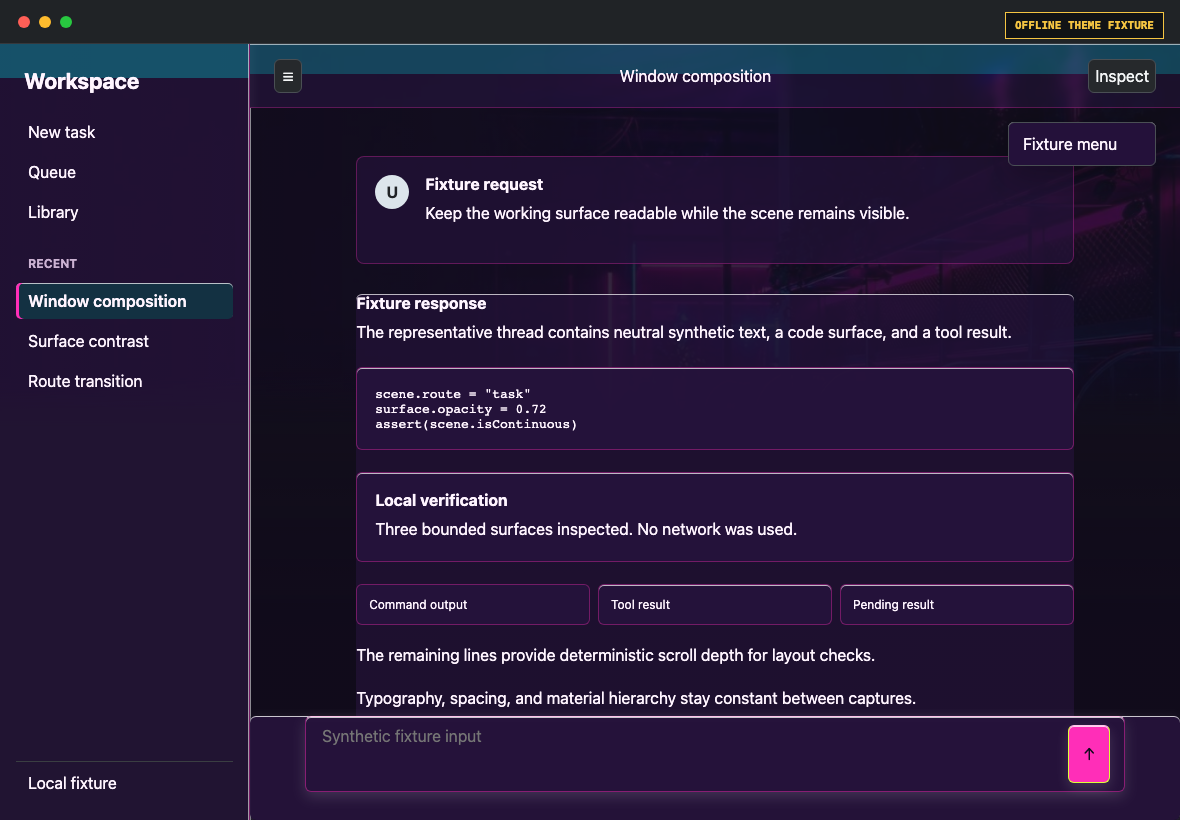 OFFLINE THEME FIXTURE
Workspace
New task
Queue
Library
RECENT
Window composition
Surface contrast
Route transition
Local fixture
Window composition
Inspect
Fixture menu
U
Fixture request
Keep the working surface readable while the scene remains visible.
Fixture response
The representative thread contains neutral synthetic text, a code surface, and a tool result.
scene.route = "task"
surface.opacity = 0.72
assert(scene.isContinuous)
Local verification
Three bounded surfaces inspected. No network was used.
Command output
Tool result
Pending result
The remaining lines provide deterministic scroll depth for layout checks.
Typography, spacing, and material hierarchy stay constant between captures.
Synthetic fixture input